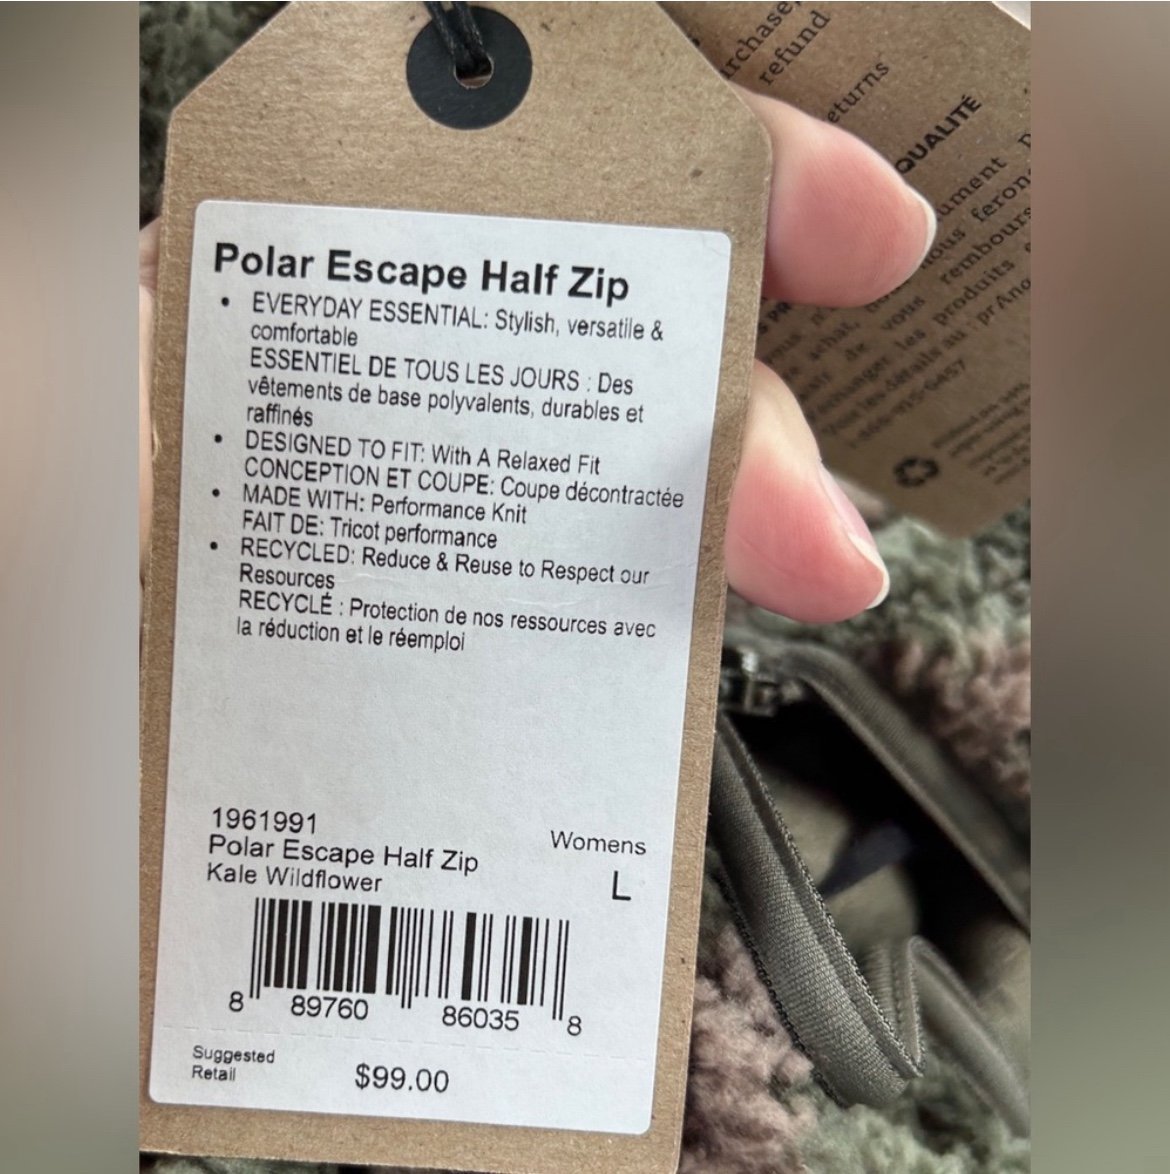 Polar Escape Half Zip
• EVERYDAY ESSENTIAL: Stylish, versatile &
comfortable
ESSENTIEL DE TOUS LES JOURS : Des
vêtements de base polyvalents, durables et
raffinés
• DESIGNED TO FIT: With A Relaxed Fit
CONCEPTION ET COUPE: Coupe décontractée
• MADE WITH: Performance Knit
FAIT DE: Tricot performance
• RECYCLED: Reduce & Reuse to Respect our
Resources
RECYCLÉ : Protection de nos ressources avec
la réduction et le réemploi
1961991
Polar Escape Half Zip
Kale Wildflower
Womens
L
8 89760 86035 8
Suggested
Retail
$99.00
refund
QUALITÉ
produits